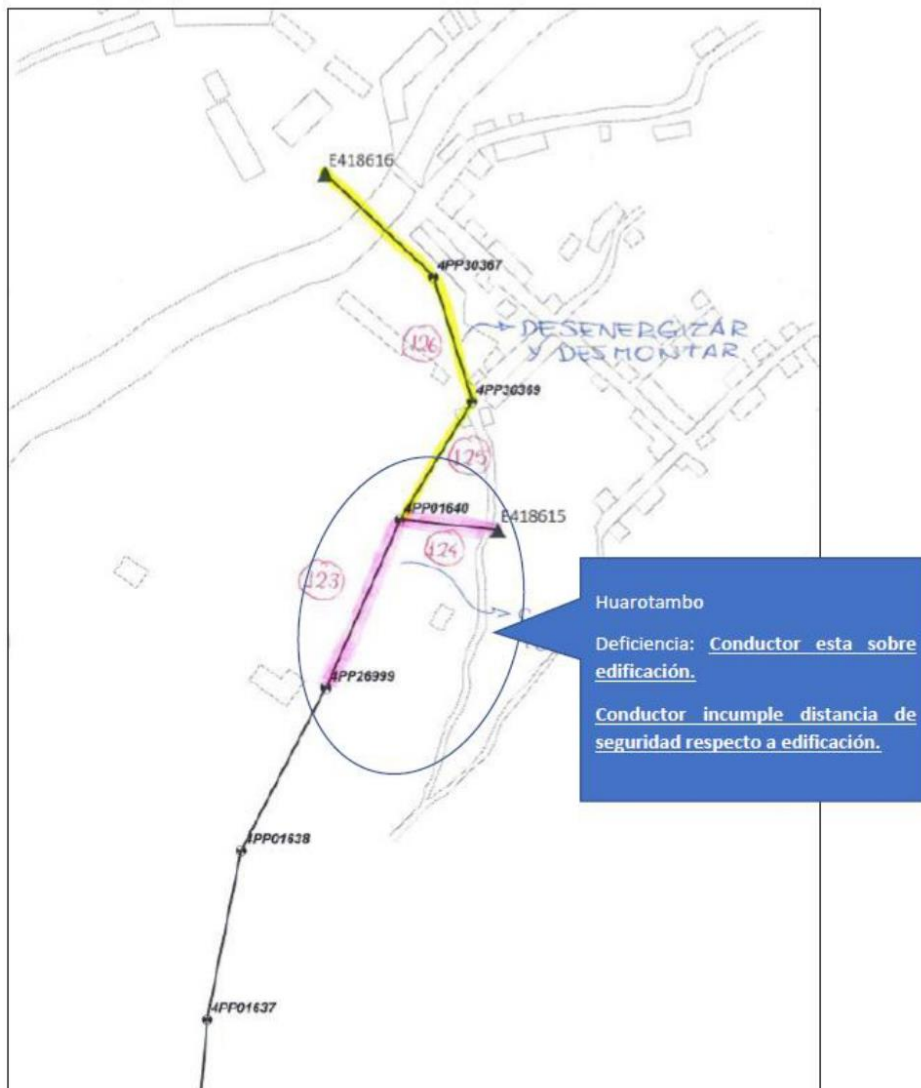 E418616
4PP30367
DESENERGIZAR
Y DESMONTAR
126
4PP30369
125
4PP01640
E418615
124
123
Huarotambo
Deficiencia: Conductor esta sobre
edificación.
Conductor incumple distancia de
seguridad respecto a edificación.
4PP26999
4PP01638
4PP01637